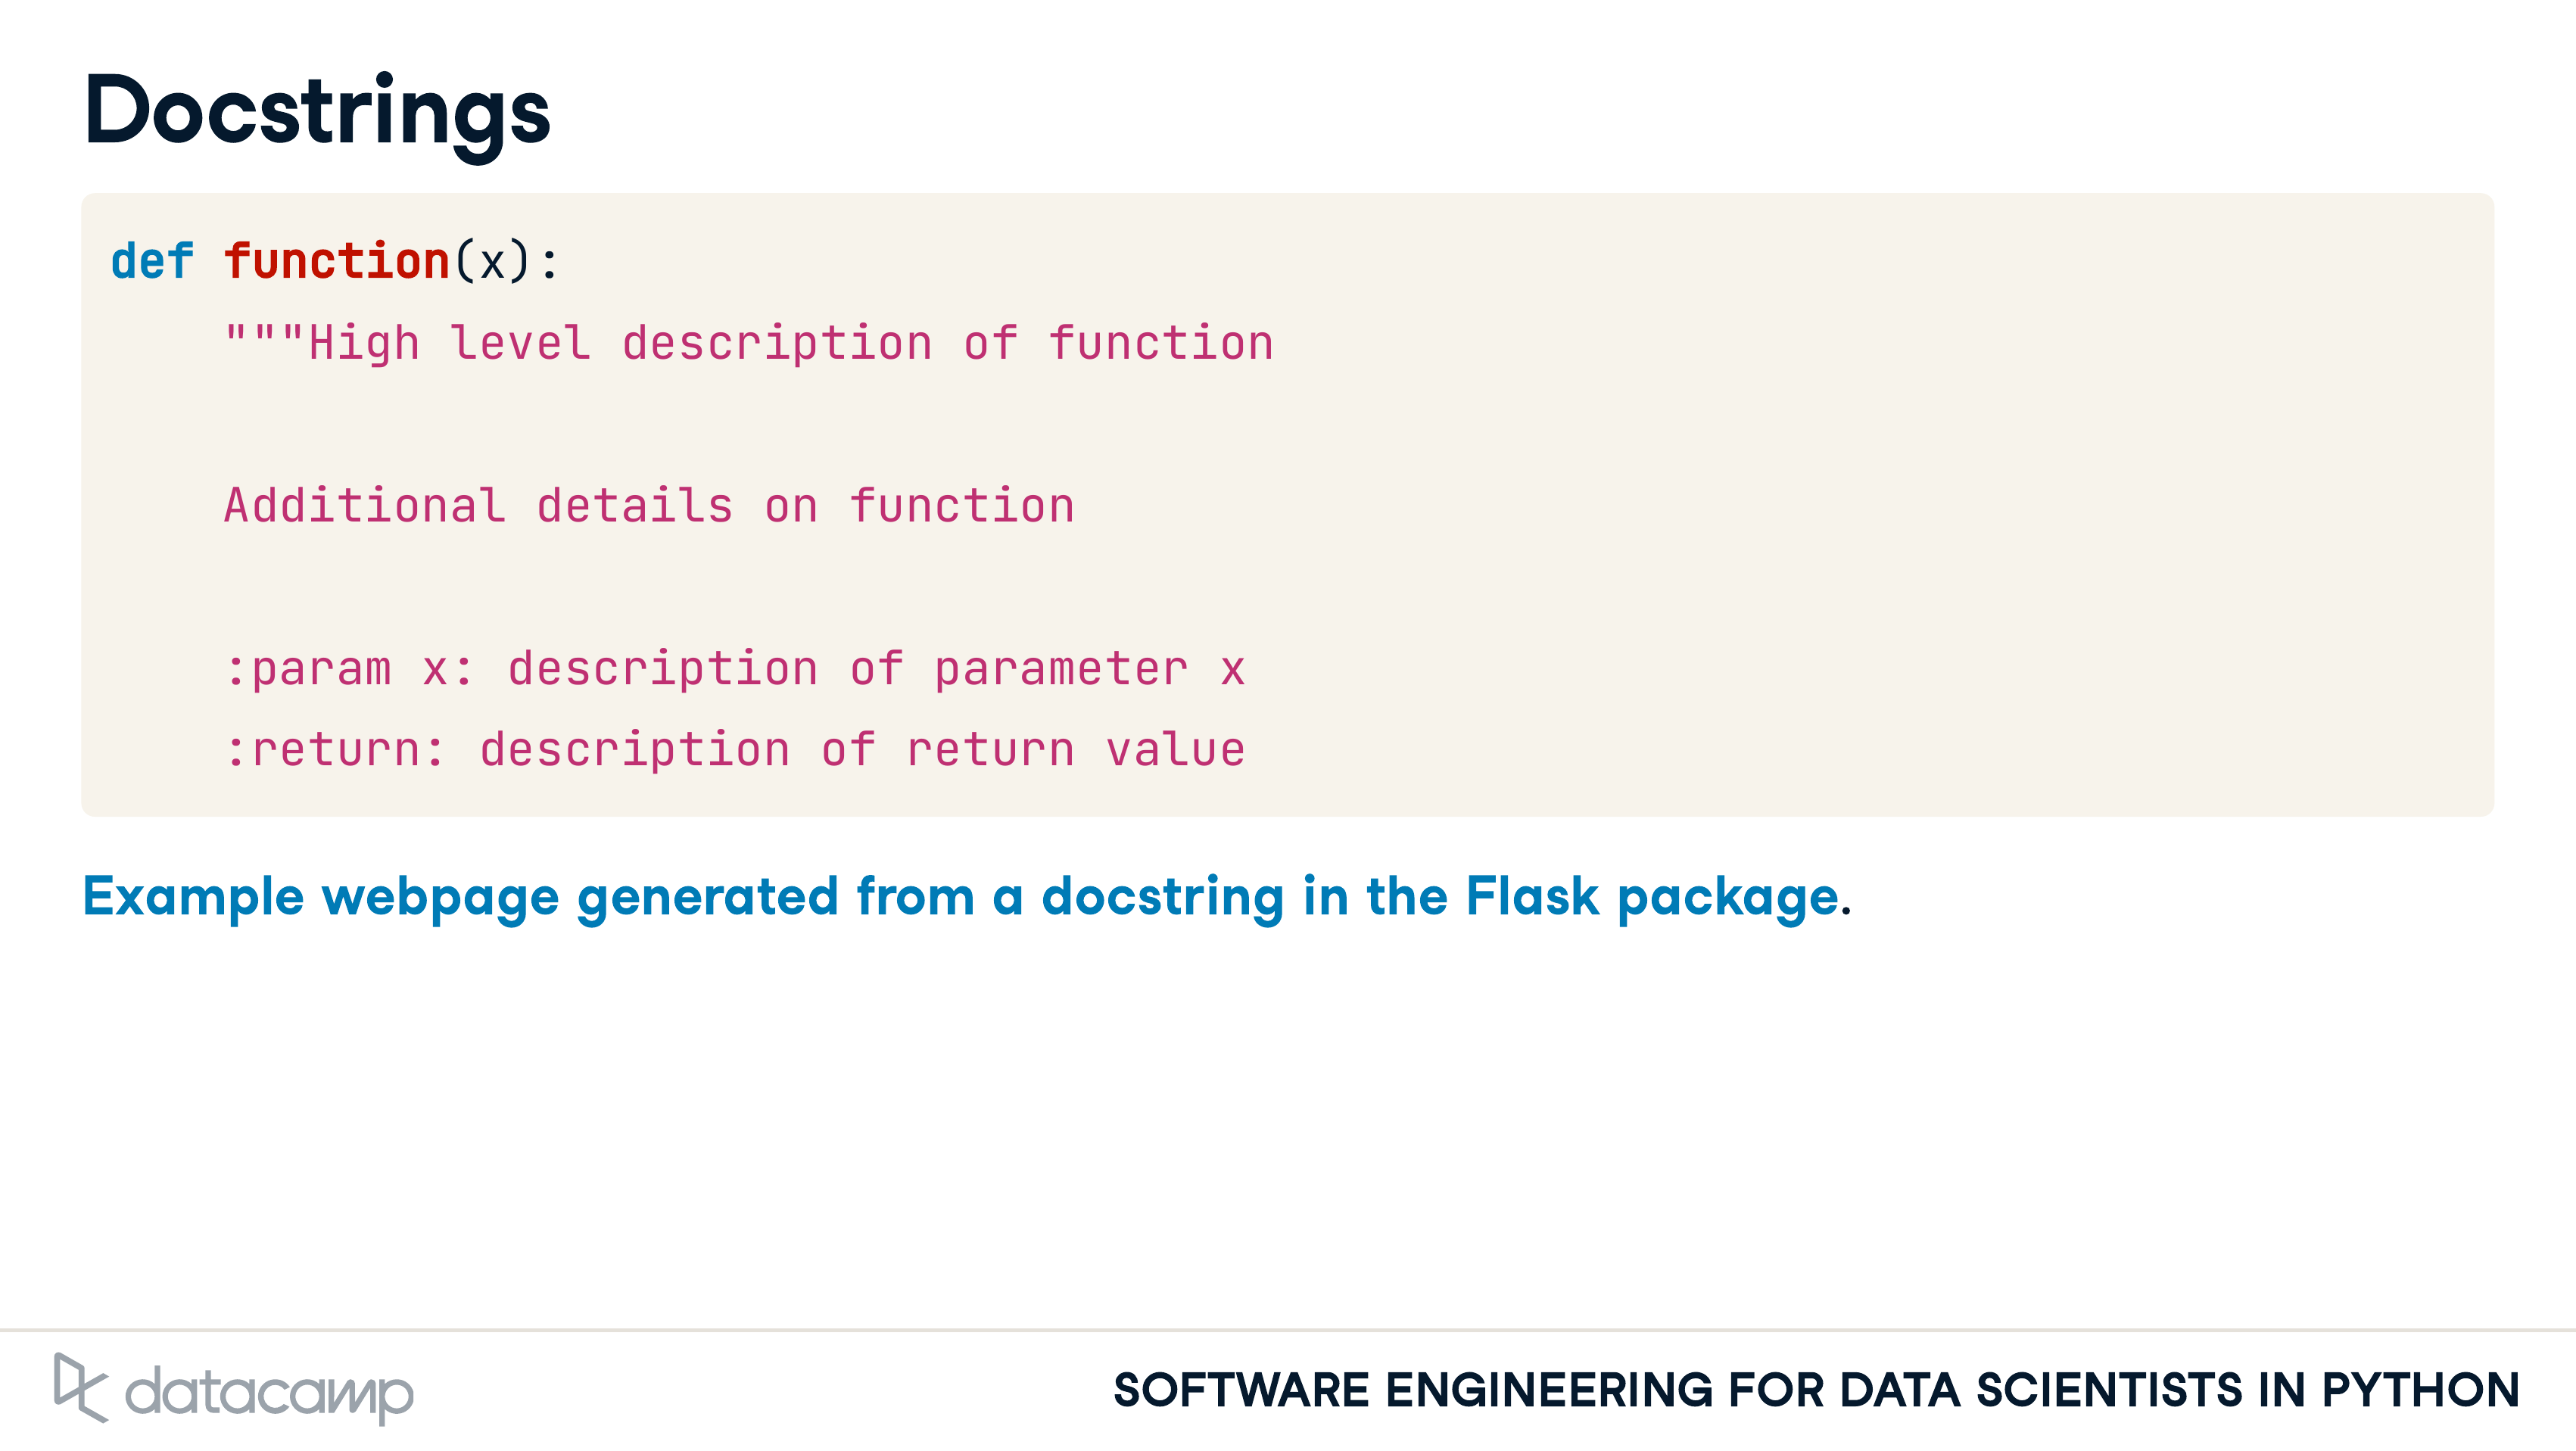 Docstrings
def function(x):
    """High level description of function
    Additional details on function
    :param x: description of parameter x
    :return: description of return value
Example webpage generated from a docstring in the Flask package.
datacamp
SOFTWARE ENGINEERING FOR DATA SCIENTISTS IN PYTHON